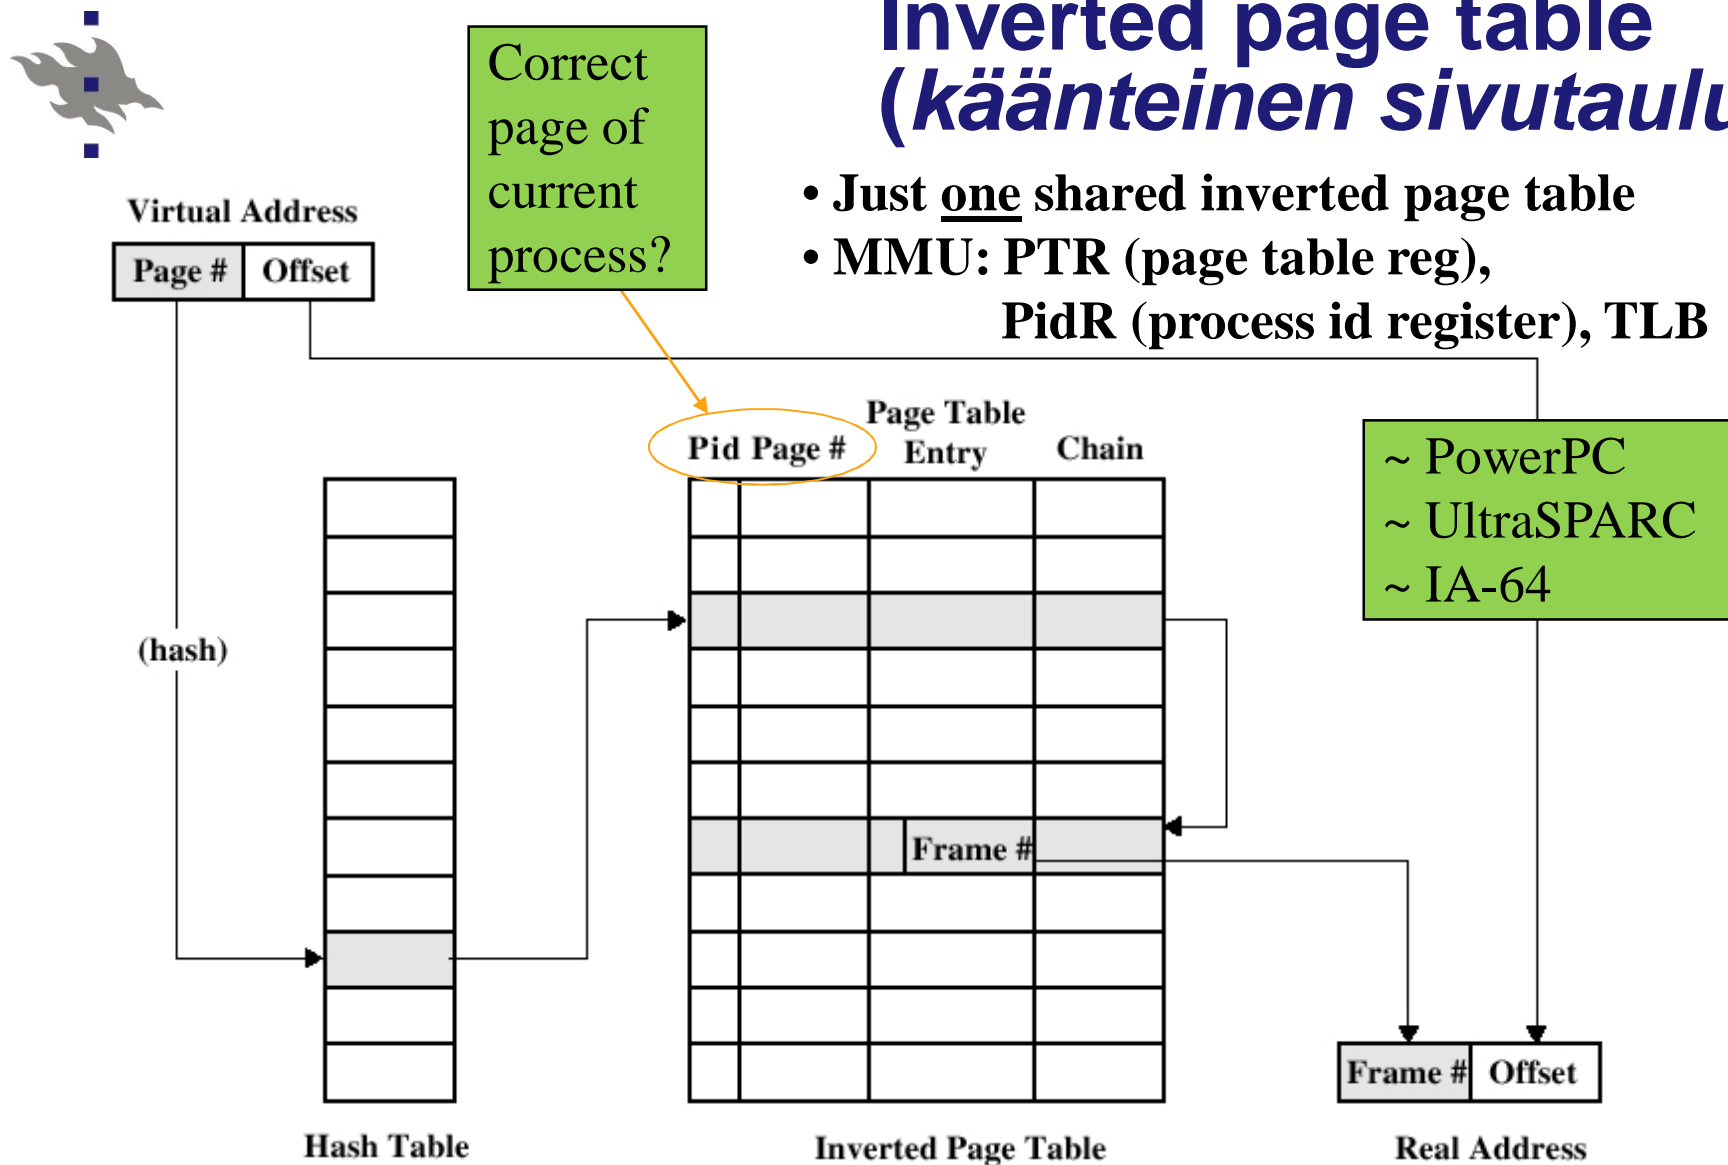 Inverted page table
(käänteinen sivutaulu
Correct
page of
current
process?
• Just one shared inverted page table
• MMU: PTR (page table reg),
PidR (process id register), TLB
Virtual Address
Page # Offset
~ PowerPC
~ UltraSPARC
~ IA-64
Page Table
Pid Page # Entry Chain
(hash)
Frame #
Frame # Offset
Hash Table
Inverted Page Table
Real Address